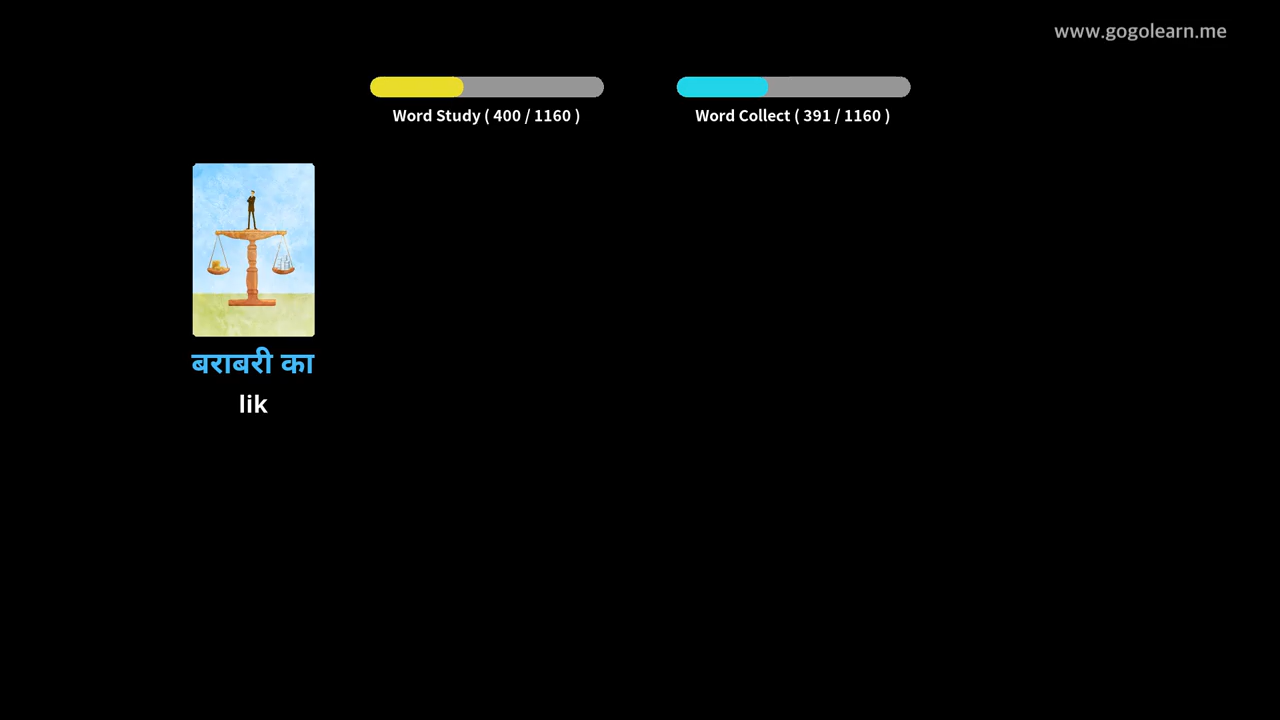 www.gogolearn.me
Word Study ( 400 / 1160 )
Word Collect ( 391 / 1160 )
बराबरी का
lik